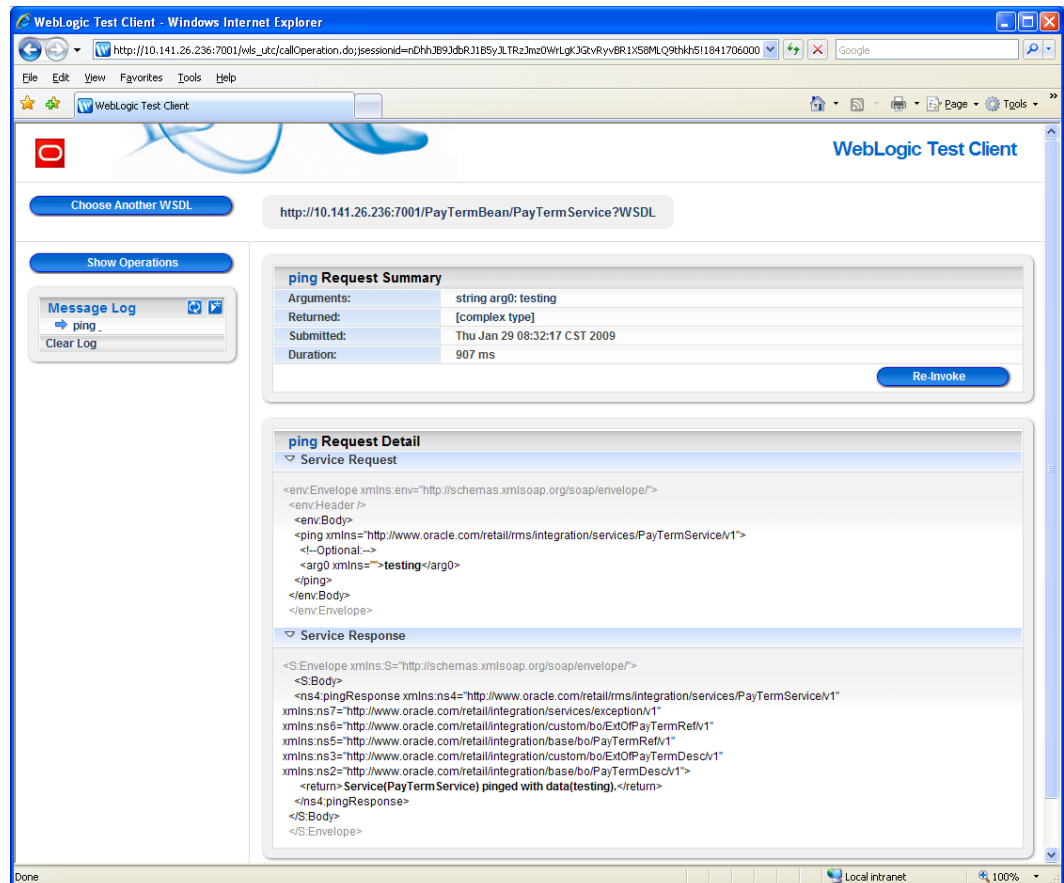 WebLogic Test Client - Windows Internet Explorer
http://10.141.26.236:7001/wls_utc/callOperation.do;jsessionid=nDhhJB9JdbRJ1B5yJLTRzJmz0WrLgKJGtvRyvBR1X58MLQ9thkh5!1841706000
Google
File Edit View Favorites Tools Help
WebLogic Test Client
Page Tools »
WebLogic Test Client
Choose Another WSDL
http://10.141.26.236:7001/PayTermBean/PayTermService?WSDL
Show Operations
Message Log
ping
Clear Log
ping Request Summary
Arguments: string arg0: testing
Returned: [complex type]
Submitted: Thu Jan 29 08:32:17 CST 2009
Duration: 907 ms
Re-Invoke
ping Request Detail
Service Request
<env:Envelope xmlns:env="http://schemas.xmlsoap.org/soap/envelope/">
<env:Header />
<env:Body>
<ping xmlns="http://www.oracle.com/retail/rms/integration/services/PayTermService/v1">
<!--Optional:-->
<arg0 xmlns="">testing</arg0>
</ping>
</env:Body>
</env:Envelope>
Service Response
<S:Envelope xmlns:S="http://schemas.xmlsoap.org/soap/envelope/">
<S:Body>
<ns4:pingResponse xmlns:ns4="http://www.oracle.com/retail/rms/integration/services/PayTermService/v1"
xmlns:ns7="http://www.oracle.com/retail/integration/services/exception/v1"
xmlns:ns6="http://www.oracle.com/retail/integration/custom/bo/ExtOfPayTermRef/v1"
xmlns:ns5="http://www.oracle.com/retail/integration/base/bo/PayTermRef/v1"
xmlns:ns3="http://www.oracle.com/retail/integration/custom/bo/ExtOfPayTermDesc/v1"
xmlns:ns2="http://www.oracle.com/retail/integration/base/bo/PayTermDesc/v1">
<return>Service(PayTermService) pinged with data(testing).</return>
</ns4:pingResponse>
</S:Body>
</S:Envelope>
Done
Local intranet
100%